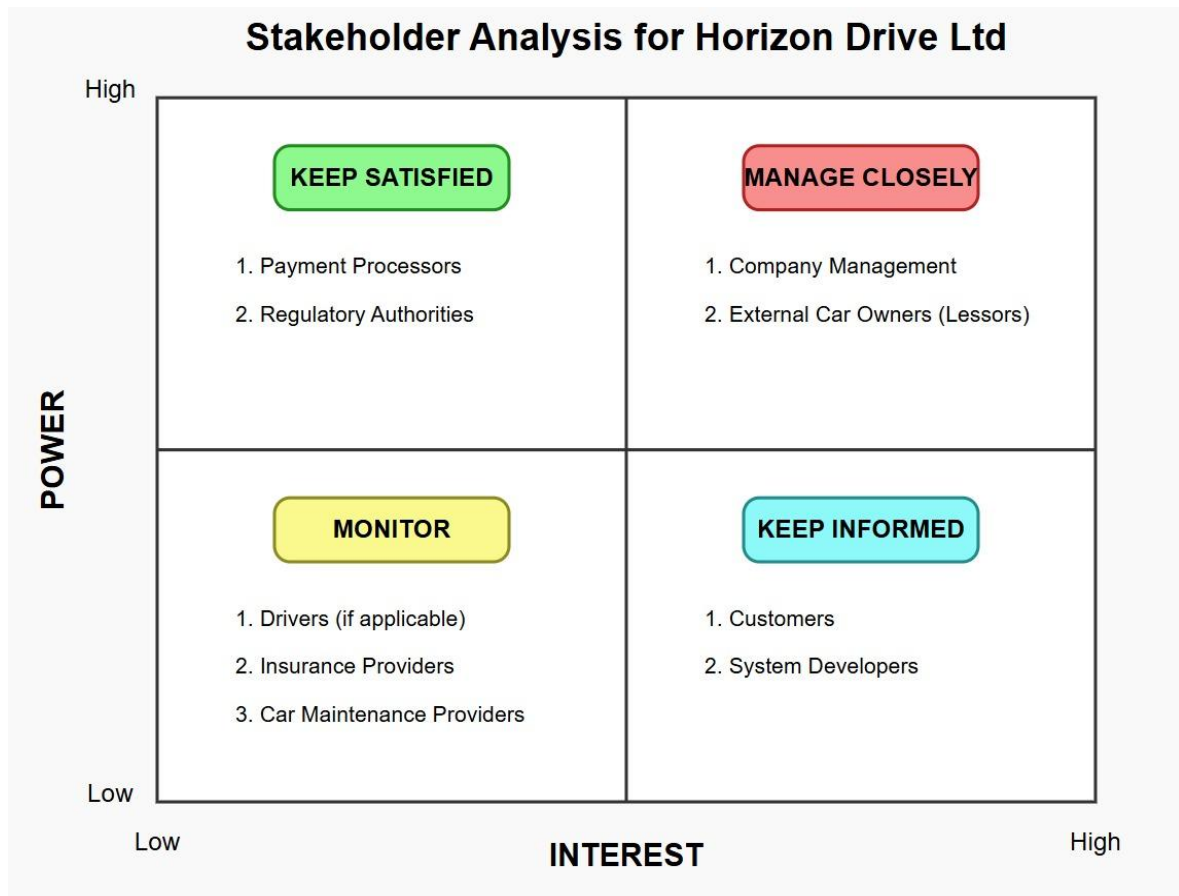 Stakeholder Analysis for Horizon Drive Ltd
High
KEEP SATISFIED
1. Payment Processors
2. Regulatory Authorities
MANAGE CLOSELY
1. Company Management
2. External Car Owners (Lessors)
POWER
MONITOR
1. Drivers (if applicable)
2. Insurance Providers
3. Car Maintenance Providers
KEEP INFORMED
1. Customers
2. System Developers
Low
Low
INTEREST
High